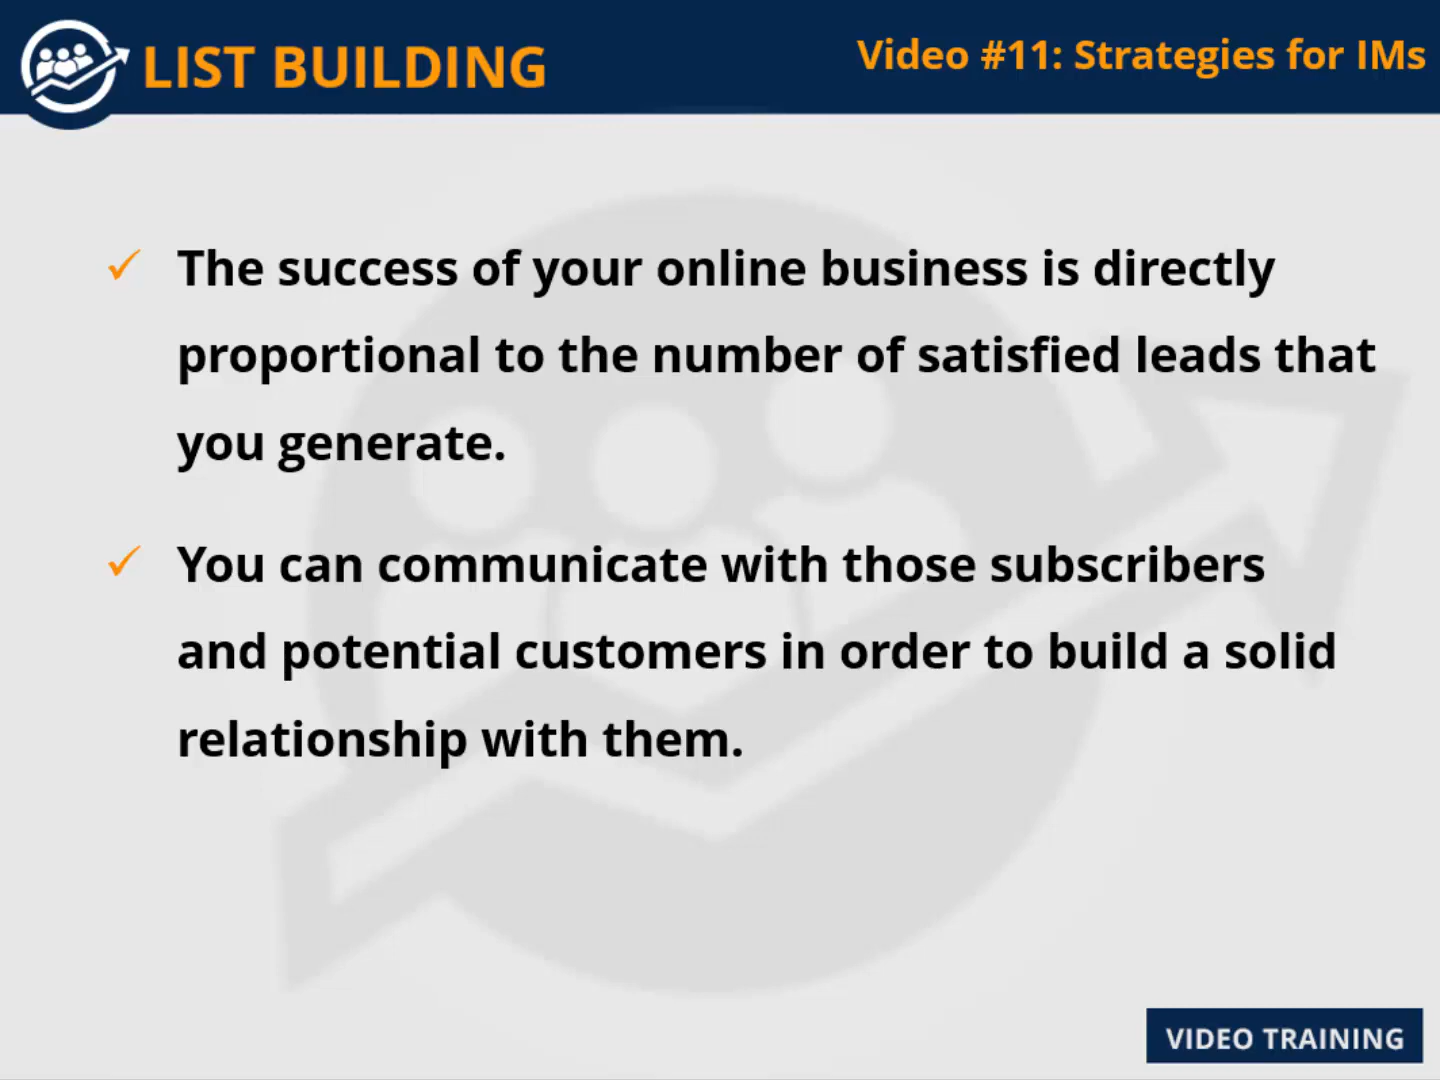 LIST BUILDING
Video #11: Strategies for IMs
The success of your online business is directly
proportional to the number of satisfied leads that
you generate.
You can communicate with those subscribers
and potential customers in order to build a solid
relationship with them.
VIDEO TRAINING